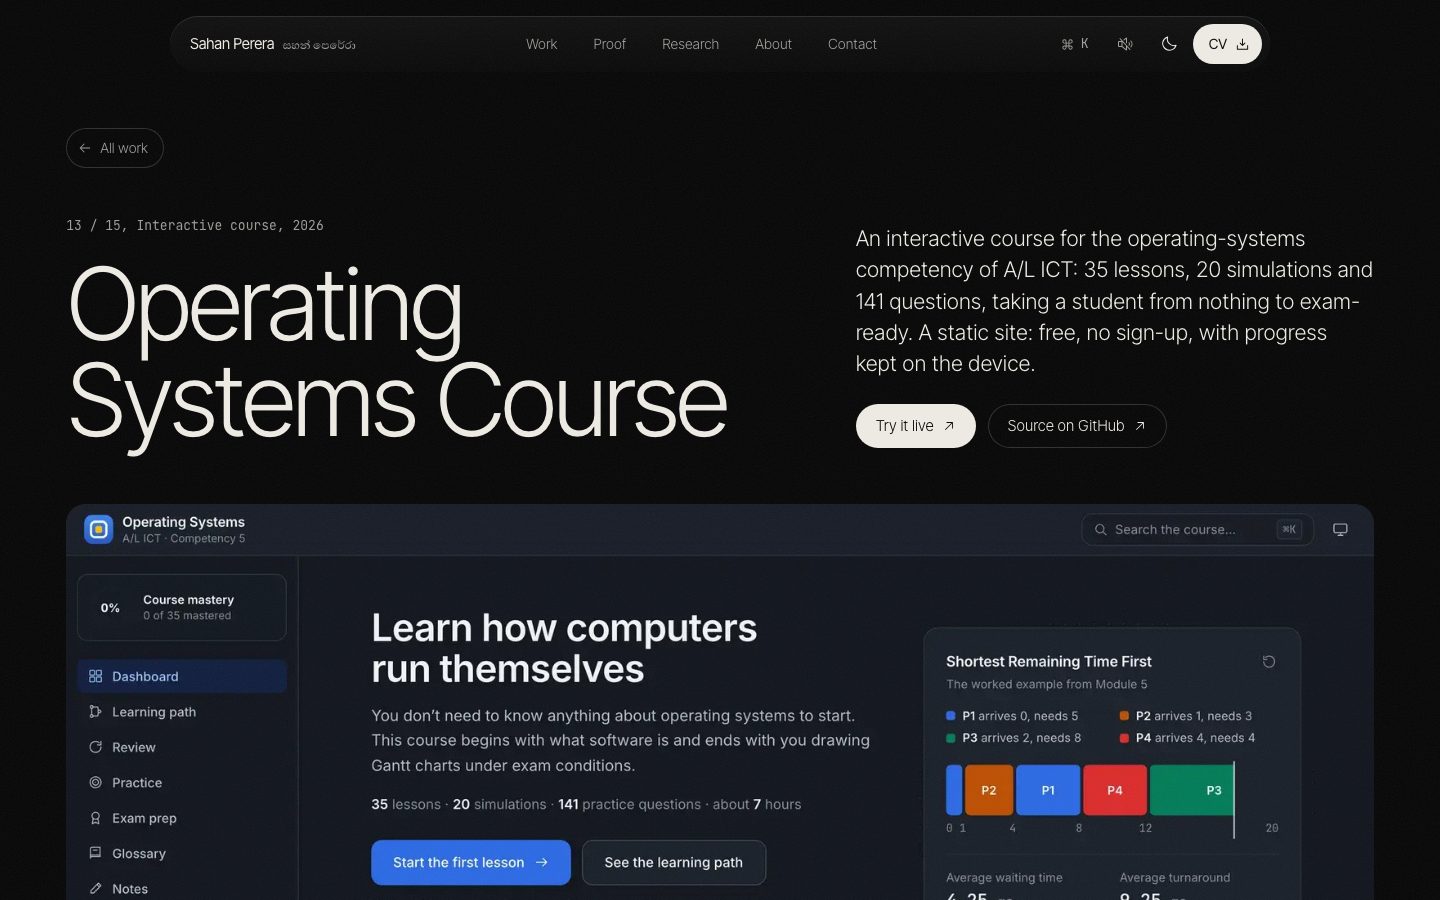 Sahan Perera සහන් පෙරේරා
Work Proof Research About Contact
⌘ K
CV
← All work
13 / 15, Interactive course, 2026
Operating
Systems Course
An interactive course for the operating-systems
competency of A/L ICT: 35 lessons, 20 simulations and
141 questions, taking a student from nothing to exam-
ready. A static site: free, no sign-up, with progress
kept on the device.
Try it live ↗
Source on GitHub ↗
Operating Systems
A/L ICT · Competency 5
Search the course... ⌘K
0%
Course mastery
0 of 35 mastered
Dashboard
Learning path
Review
Practice
Exam prep
Glossary
Notes
Learn how computers
run themselves
You don’t need to know anything about operating systems to start.
This course begins with what software is and ends with you drawing
Gantt charts under exam conditions.
35 lessons · 20 simulations · 141 practice questions · about 7 hours
Start the first lesson →
See the learning path
Shortest Remaining Time First
The worked example from Module 5
P1 arrives 0, needs 5
P2 arrives 1, needs 3
P3 arrives 2, needs 8
P4 arrives 4, needs 4
P2 P1 P4 P3
0 1 4 8 12 20
Average waiting time
Average turnaround